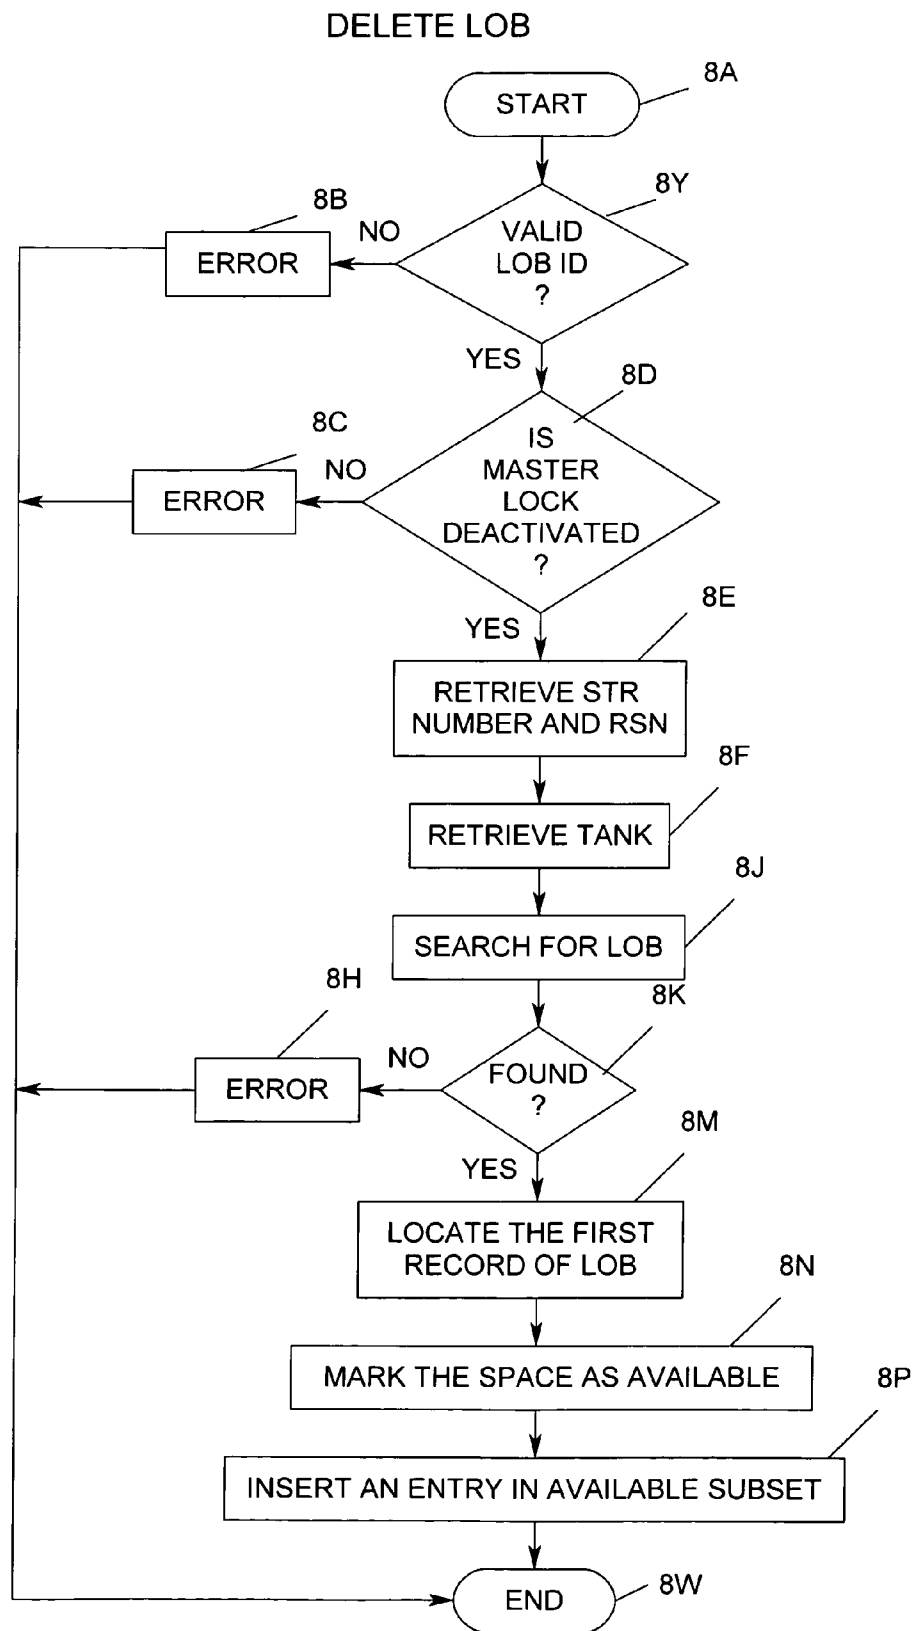 DELETE LOB
8A
START
8Y
8B
NO
VALID
LOB ID
?
ERROR
YES
8D
8C
NO
IS
MASTER
LOCK
DEACTIVATED
?
ERROR
YES
8E
RETRIEVE STR
NUMBER AND RSN
8F
RETRIEVE TANK
8J
SEARCH FOR LOB
8H
8K
NO
FOUND
?
ERROR
YES
8M
LOCATE THE FIRST
RECORD OF LOB
8N
MARK THE SPACE AS AVAILABLE
8P
INSERT AN ENTRY IN AVAILABLE SUBSET
END
8W